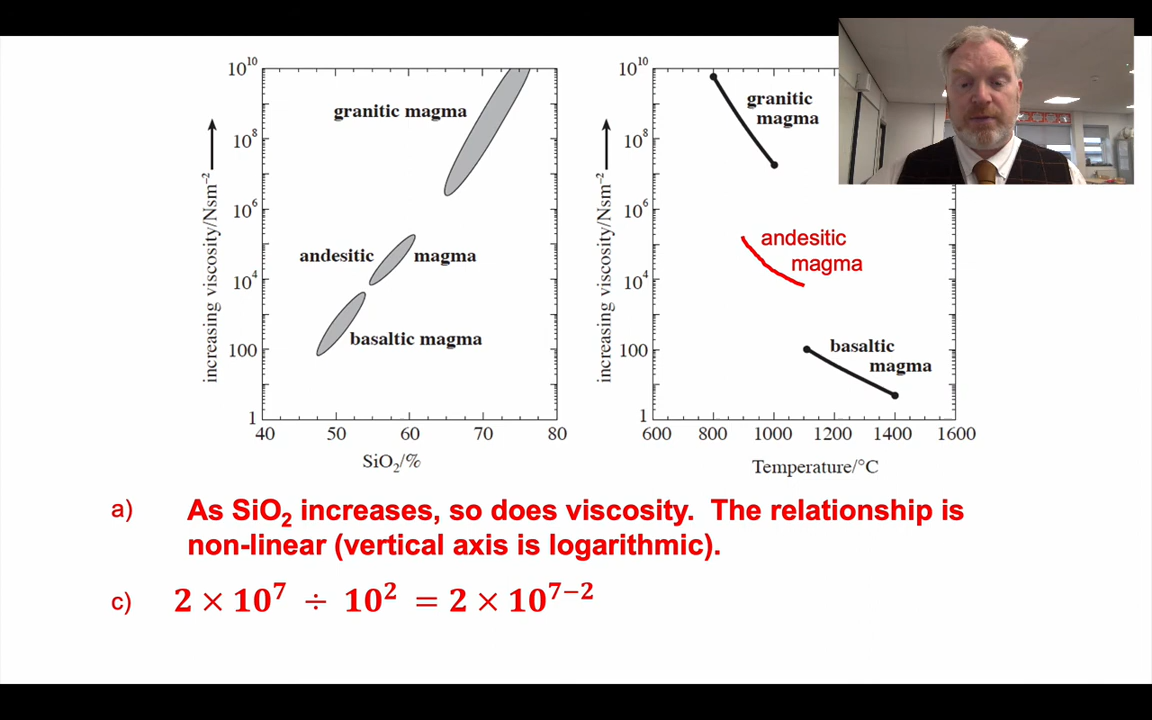 10¹⁰
10⁸
10⁶
10⁴
100
1
increasing viscosity/Nsm⁻²
granitic magma
andesitic magma
basaltic magma
40 50 60 70 80
SiO₂/%
10¹⁰
10⁸
10⁶
10⁴
100
1
increasing viscosity/Nsm⁻²
granitic
magma
andesitic
magma
basaltic
magma
600 800 1000 1200 1400 1600
Temperature/°C
a) As SiO₂ increases, so does viscosity. The relationship is
non-linear (vertical axis is logarithmic).
c) 2 × 10⁷ ÷ 10² = 2 × 10⁷⁻²